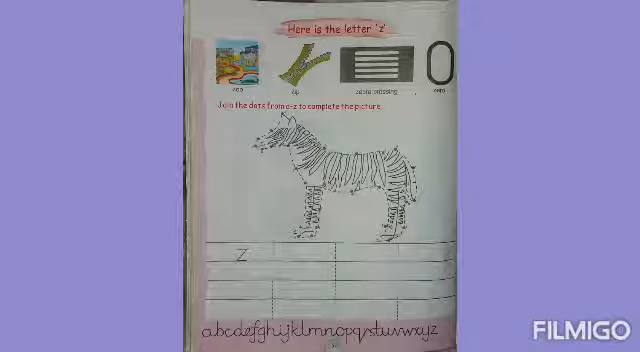 Here is the letter 'z'
zoo zip zebra crossing zero
Join the dots from a-z to complete the picture.
z
abcdefghijklmnopqrstuvwxyz
FILMIGO